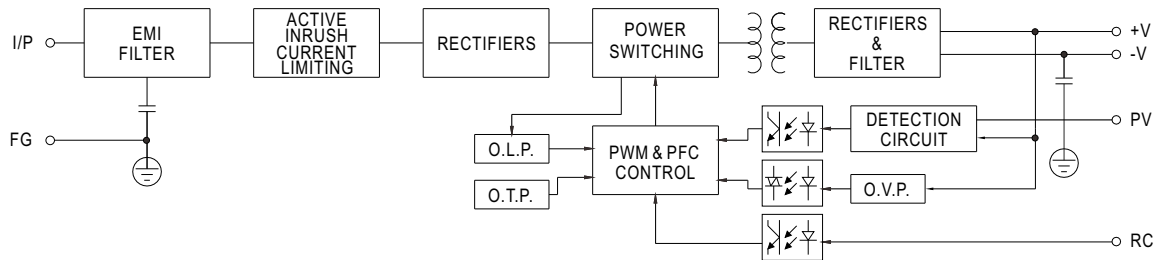 I/P
EMI
FILTER
ACTIVE
INRUSH
CURRENT
LIMITING
RECTIFIERS
POWER
SWITCHING
RECTIFIERS
&
FILTER
+V
-V
FG
O.L.P.
O.T.P.
PWM & PFC
CONTROL
DETECTION
CIRCUIT
PV
O.V.P.
RC